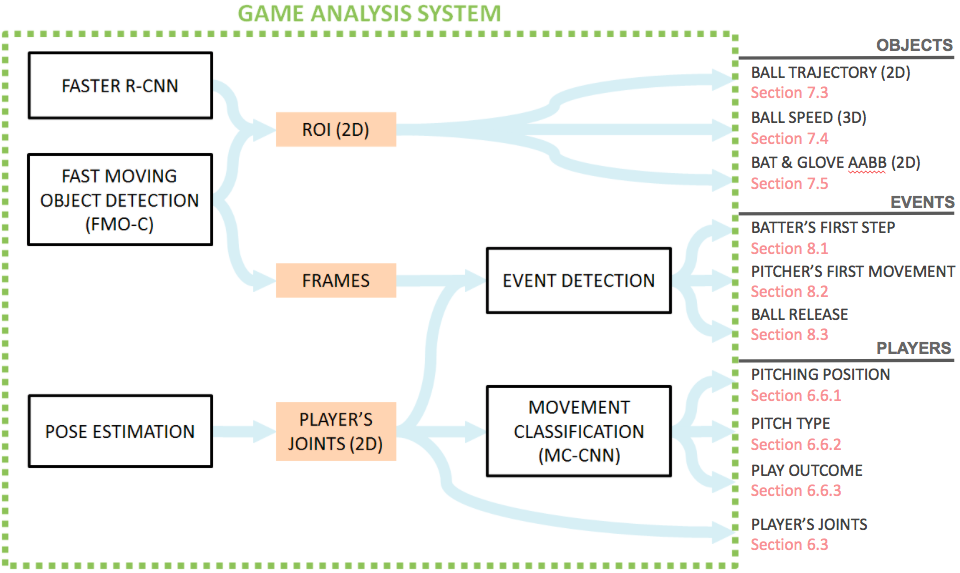 GAME ANALYSIS SYSTEM
FASTER R-CNN
FAST MOVING
OBJECT DETECTION
(FMO-C)
POSE ESTIMATION
ROI (2D)
FRAMES
PLAYER'S
JOINTS (2D)
EVENT DETECTION
MOVEMENT
CLASSIFICATION
(MC-CNN)
OBJECTS
BALL TRAJECTORY (2D)
Section 7.3
BALL SPEED (3D)
Section 7.4
BAT & GLOVE AABB (2D)
Section 7.5
EVENTS
BATTER'S FIRST STEP
Section 8.1
PITCHER'S FIRST MOVEMENT
Section 8.2
BALL RELEASE
Section 8.3
PLAYERS
PITCHING POSITION
Section 6.6.1
PITCH TYPE
Section 6.6.2
PLAY OUTCOME
Section 6.6.3
PLAYER'S JOINTS
Section 6.3